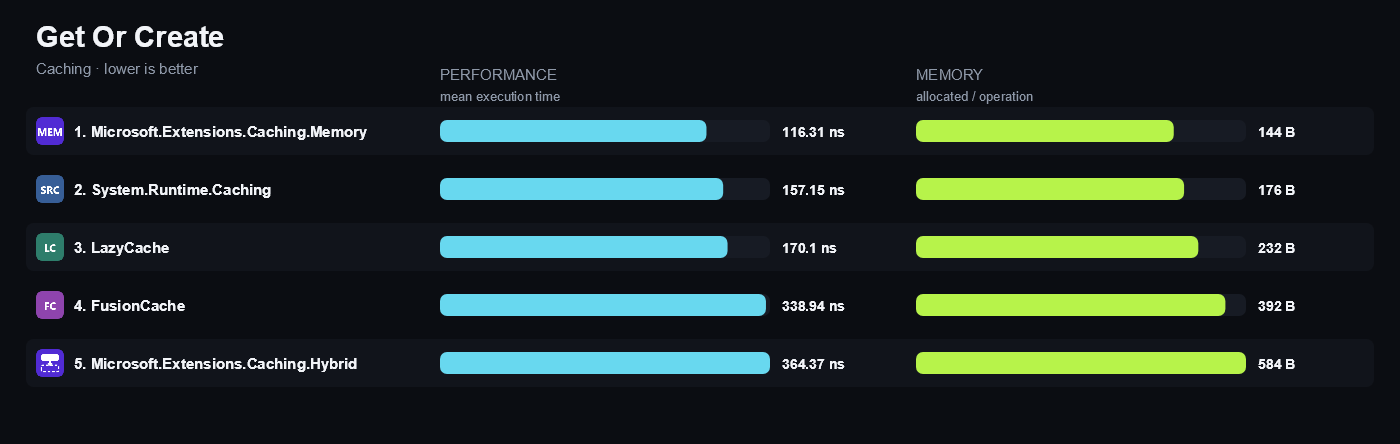 Get Or Create
Caching · lower is better
PERFORMANCE
mean execution time
MEMORY
allocated / operation
MEM 1. Microsoft.Extensions.Caching.Memory 116.31 ns 144 B
SRC 2. System.Runtime.Caching 157.15 ns 176 B
LC 3. LazyCache 170.1 ns 232 B
FC 4. FusionCache 338.94 ns 392 B
5. Microsoft.Extensions.Caching.Hybrid 364.37 ns 584 B